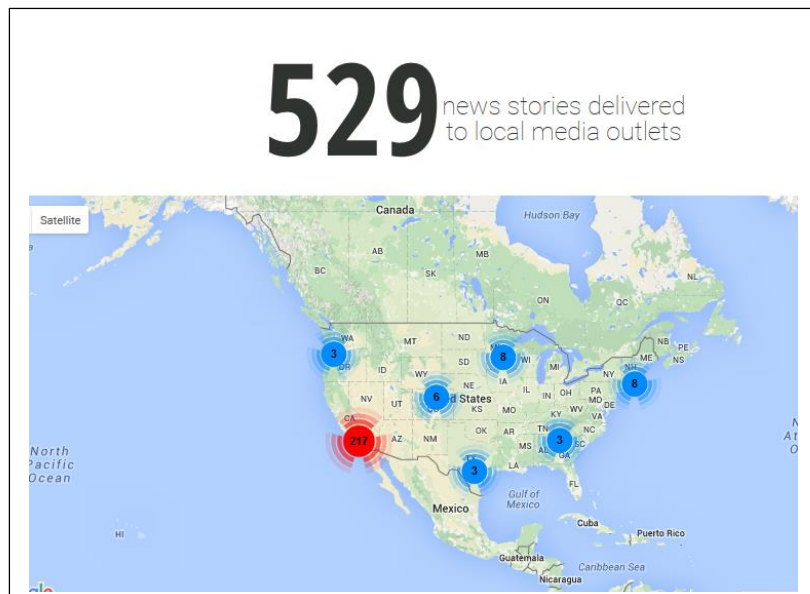 529
news stories delivered
to local media outlets
Satellite
Canada
Hudson Bay
AB
MB
BC
SK
NL
ON
QC
NB
PE
WA
MT
ND
ME
NS
3
8
WI
MI
NY
NH
OR
ID
SD
WY
IA
8
NE
IL
IN
OH
PA
MD
DE
NV
UT
6
ed States
KS
MO
WV
KY
VA
CA
217
AZ
NM
OK
AR
TN
NC
3
SC
MS
GA
LA
3
FL
North
Pacific
Ocean
Gulf of
Mexico
Mexico
Cuba
Puerto Rico
HI
Guatemala
Caribbean Sea
Nicaragua